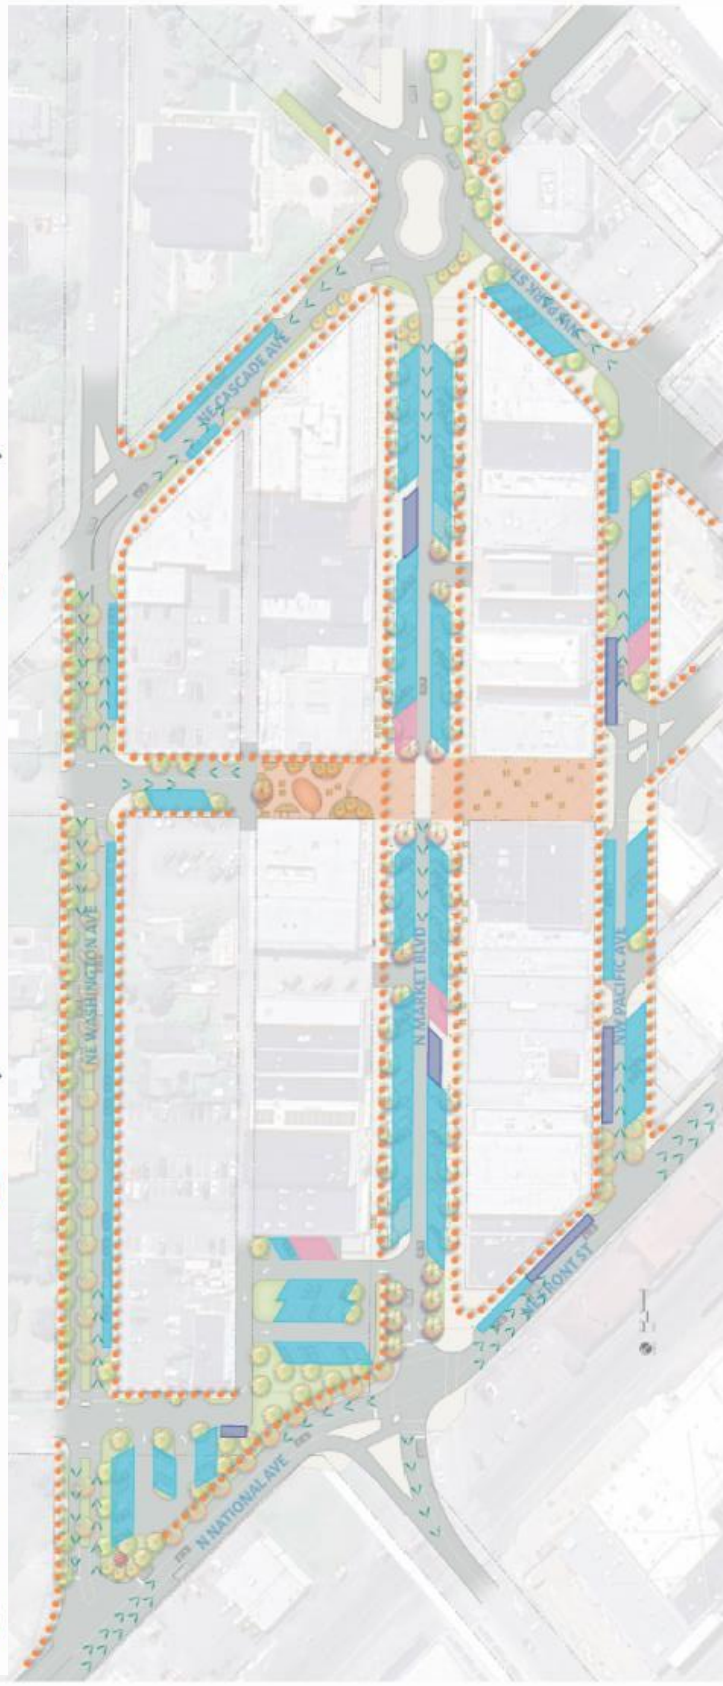 NW PARK ST
NE CASCADE AVE
NE WASHINGTON AVE
N MARKET BLVD
NW PACIFIC AVE
FRONT ST
N NATIONAL AVE